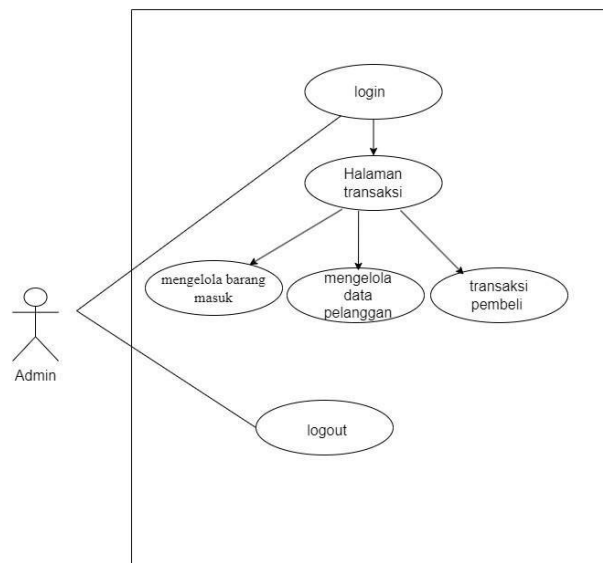 login
Halaman
transaksi
mengelola barang
masuk
mengelola
data
pelanggan
transaksi
pembeli
Admin
logout